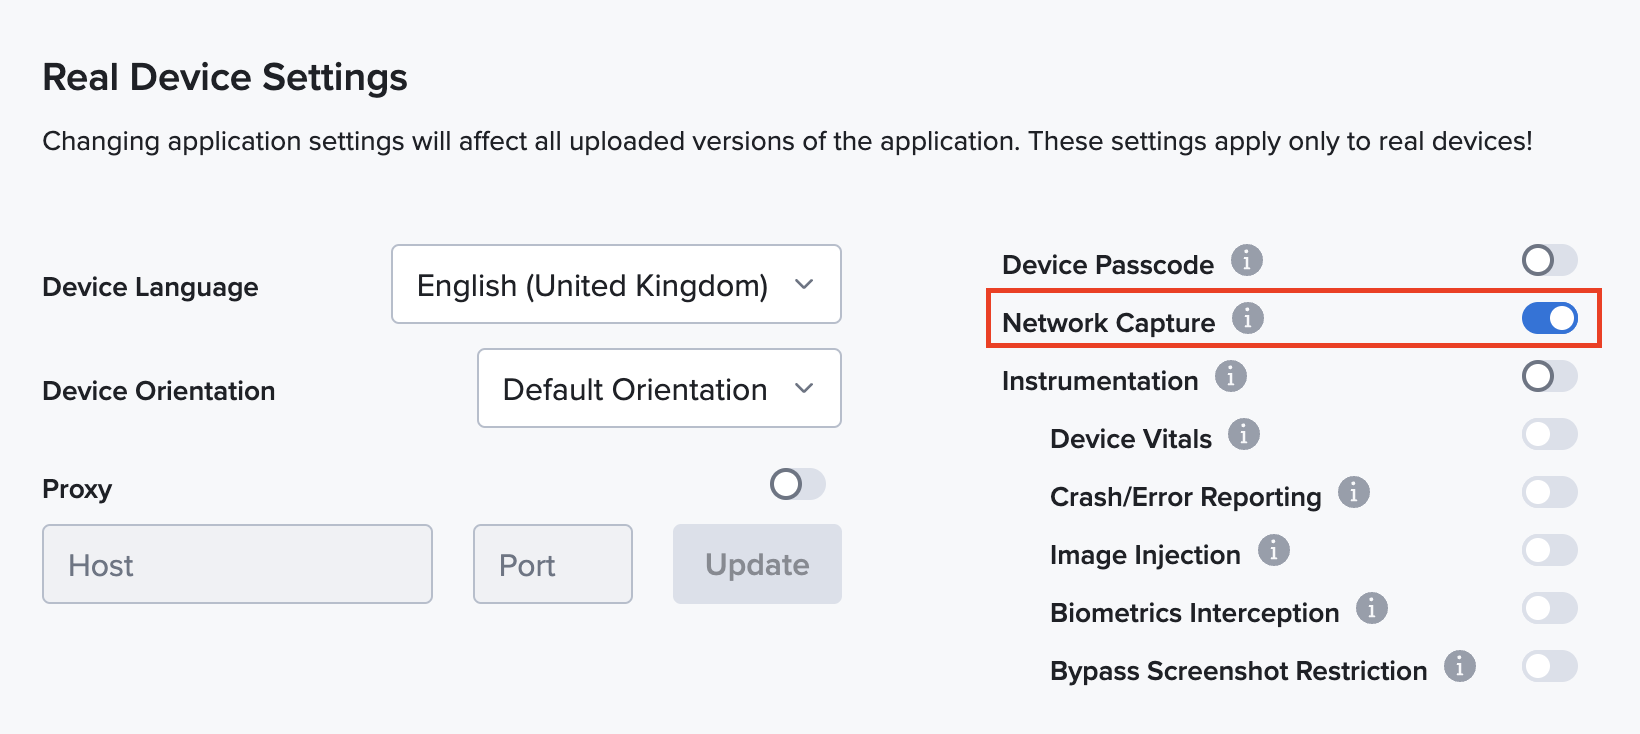 Real Device Settings
Changing application settings will affect all uploaded versions of the application. These settings apply only to real devices!
Device Language
English (United Kingdom)
Device Orientation
Default Orientation
Proxy
Host
Port
Update
Device Passcode
Network Capture
Instrumentation
Device Vitals
Crash/Error Reporting
Image Injection
Biometrics Interception
Bypass Screenshot Restriction